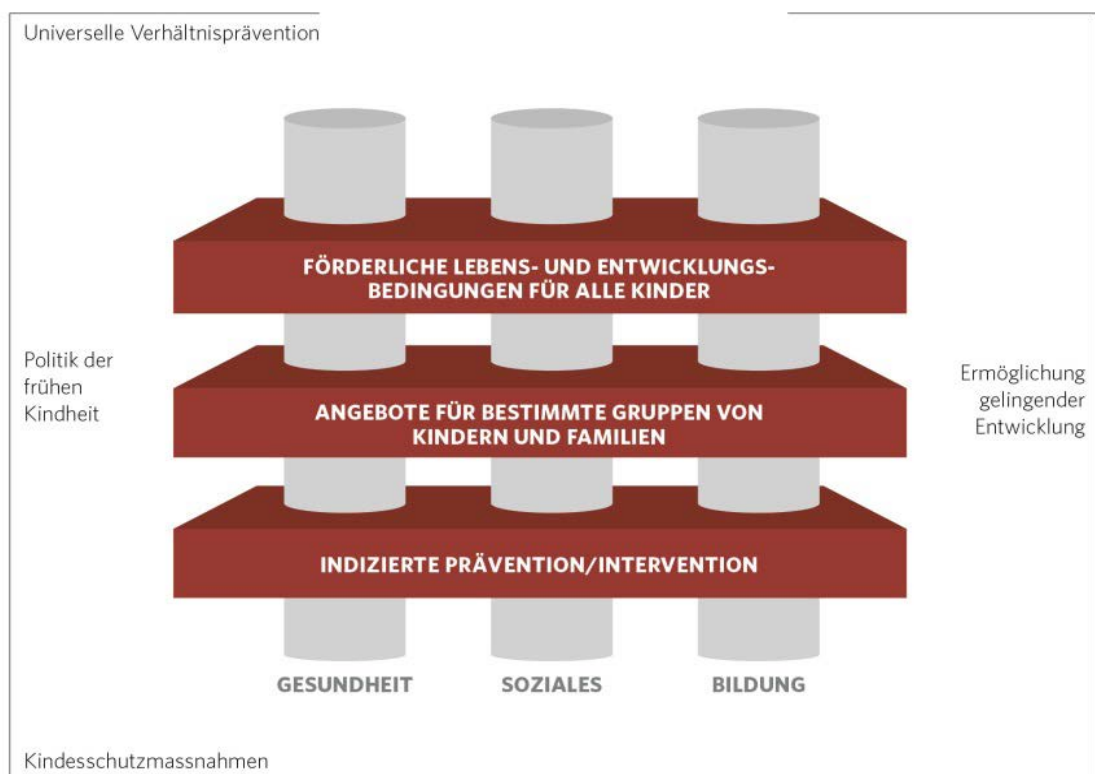 Universelle Verhältnisprävention
FÖRDERLICHE LEBENS- UND ENTWICKLUNGS-
BEDINGUNGEN FÜR ALLE KINDER
Politik der
frühen
Kindheit
ANGEBOTE FÜR BESTIMMTE GRUPPEN VON
KINDERN UND FAMILIEN
Ermöglichung
gelingender
Entwicklung
INDIZIERTE PRÄVENTION/INTERVENTION
GESUNDHEIT
SOZIALES
BILDUNG
Kindesschutzmassnahmen